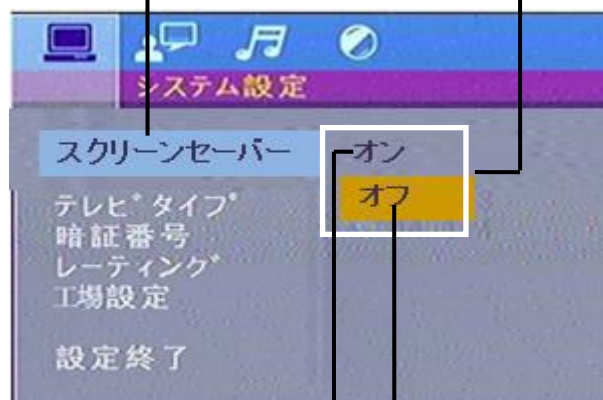 システム設定
スクリーンセーバー
オン
オフ
テレビタイプ
暗証番号
レーティング
工場設定
設定終了